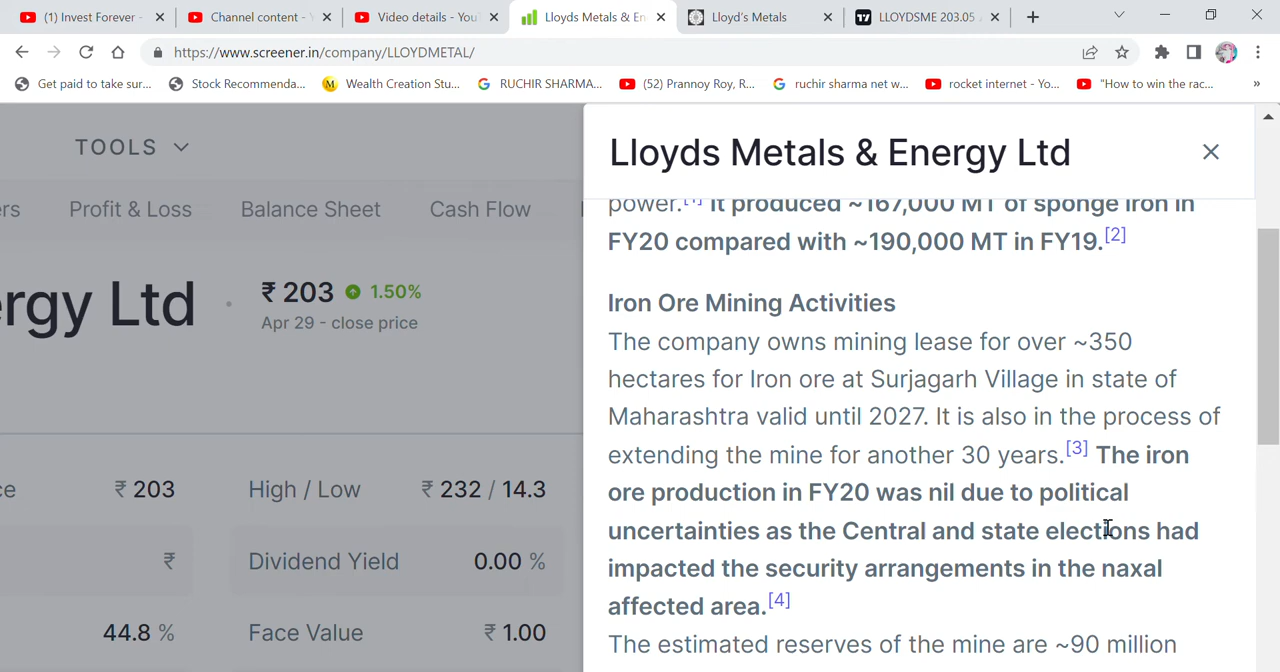 (1) Invest Forever -
Channel content -
Video details - You
Lloyds Metals & En
Lloyd's Metals
LLOYDSME 203.05
https://www.screener.in/company/LLOYDMETAL/
Get paid to take sur...
Stock Recommenda...
Wealth Creation Stu...
RUCHIR SHARMA...
(52) Prannoy Roy, R...
ruchir sharma net w...
rocket internet - Yo...
"How to win the rac...
»
TOOLS
rs Profit & Loss Balance Sheet Cash Flow
ergy Ltd · ₹ 203 1.50%
Apr 29 - close price
ce ₹ 203 High / Low ₹ 232 / 14.3
₹ Dividend Yield 0.00 %
44.8 % Face Value ₹ 1.00
Lloyds Metals & Energy Ltd
power.[1] It produced ~167,000 MT of sponge iron in
FY20 compared with ~190,000 MT in FY19.[2]
Iron Ore Mining Activities
The company owns mining lease for over ~350
hectares for Iron ore at Surjagarh Village in state of
Maharashtra valid until 2027. It is also in the process of
extending the mine for another 30 years.[3] The iron
ore production in FY20 was nil due to political
uncertainties as the Central and state elections had
impacted the security arrangements in the naxal
affected area.[4]
The estimated reserves of the mine are ~90 million